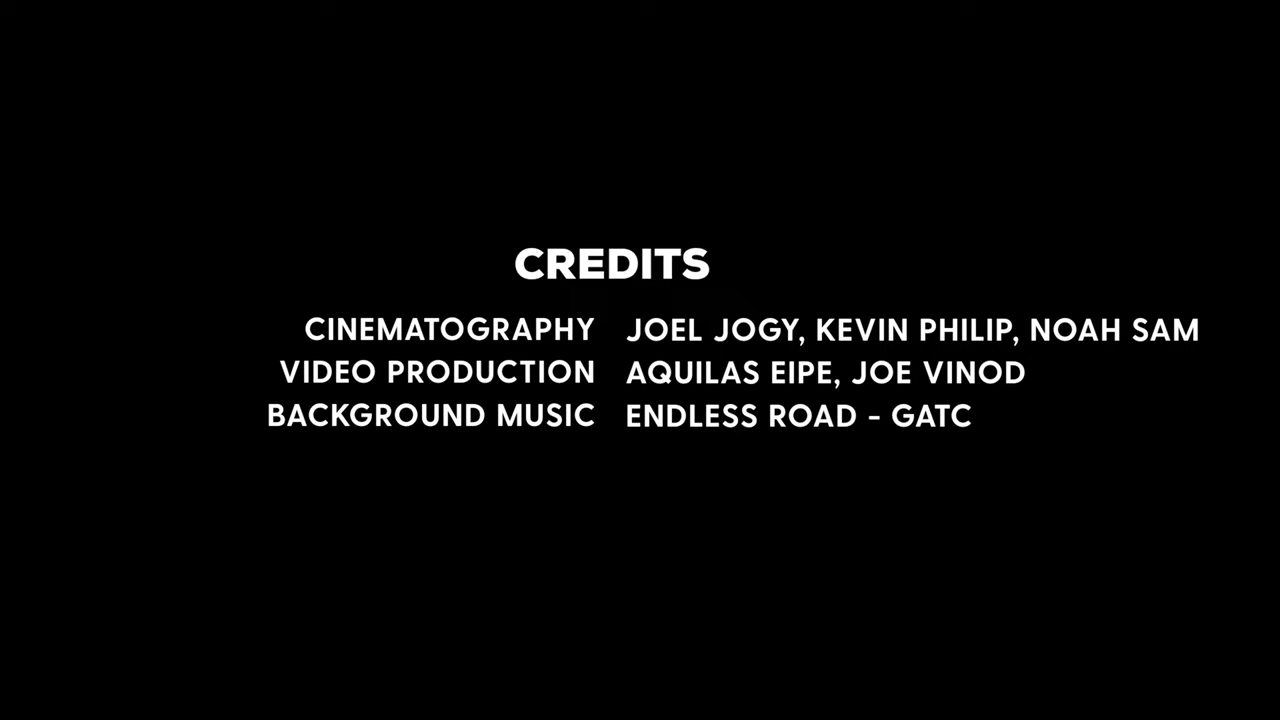 CREDITS
CINEMATOGRAPHY JOEL JOGY, KEVIN PHILIP, NOAH SAM
VIDEO PRODUCTION AQUILAS EIPE, JOE VINOD
BACKGROUND MUSIC ENDLESS ROAD - GATC